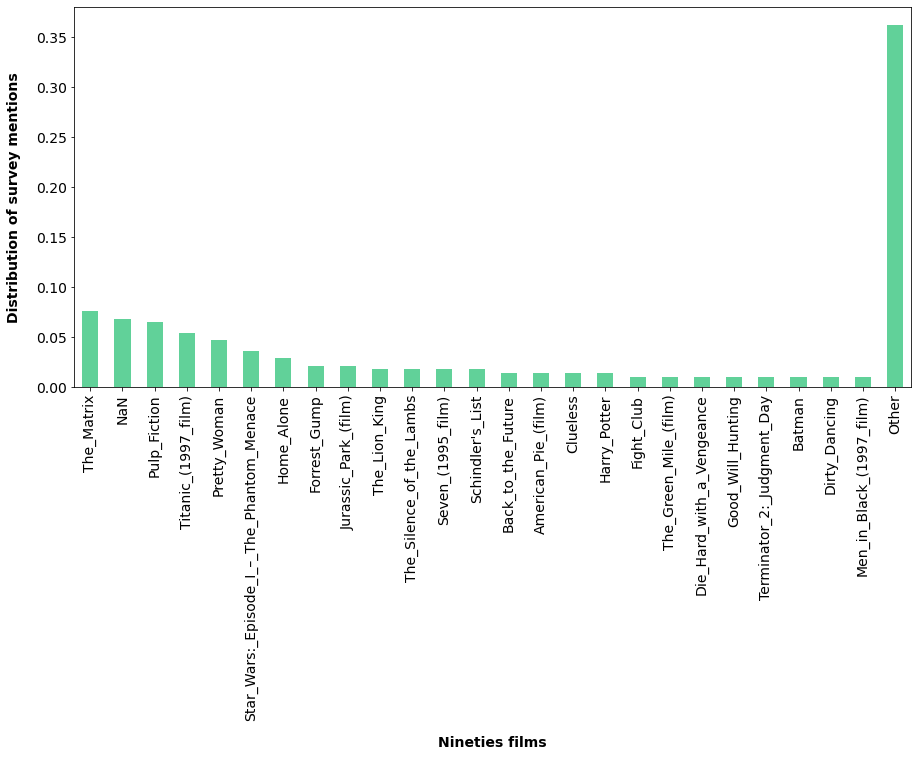 0.35
0.30
0.25
0.20
0.15
0.10
0.05
0.00
Distribution of survey mentions
The_Matrix
NaN
Pulp_Fiction
Titanic_(1997_film)
Pretty_Woman
Star_Wars:_Episode_I_–_The_Phantom_Menace
Home_Alone
Forrest_Gump
Jurassic_Park_(film)
The_Lion_King
The_Silence_of_the_Lambs
Seven_(1995_film)
Schindler's_List
Back_to_the_Future
American_Pie_(film)
Clueless
Harry_Potter
Fight_Club
The_Green_Mile_(film)
Die_Hard_with_a_Vengeance
Good_Will_Hunting
Terminator_2:_Judgment_Day
Batman
Dirty_Dancing
Men_in_Black_(1997_film)
Other
Nineties films